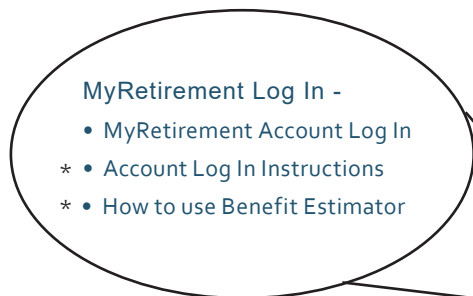 MyRetirement Log In -
• MyRetirement Account Log In
* • Account Log In Instructions
* • How to use Benefit Estimator